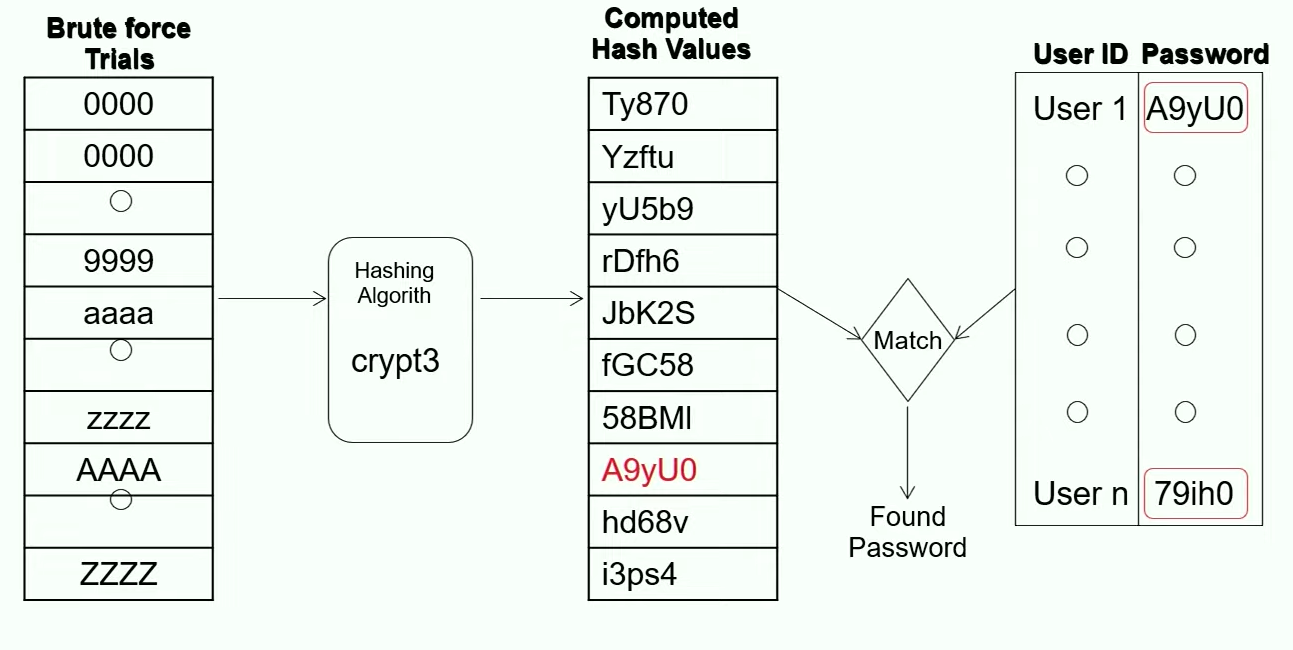 Brute force
Trials
0000
0000
9999
aaaa
zzzz
AAAA
ZZZZ
Hashing
Algorith
crypt3
Computed
Hash Values
Ty870
Yzftu
yU5b9
rDfh6
JbK2S
fGC58
58BMl
A9yU0
hd68v
i3ps4
Match
Found
Password
User ID Password
User 1 A9yU0
User n 79ih0